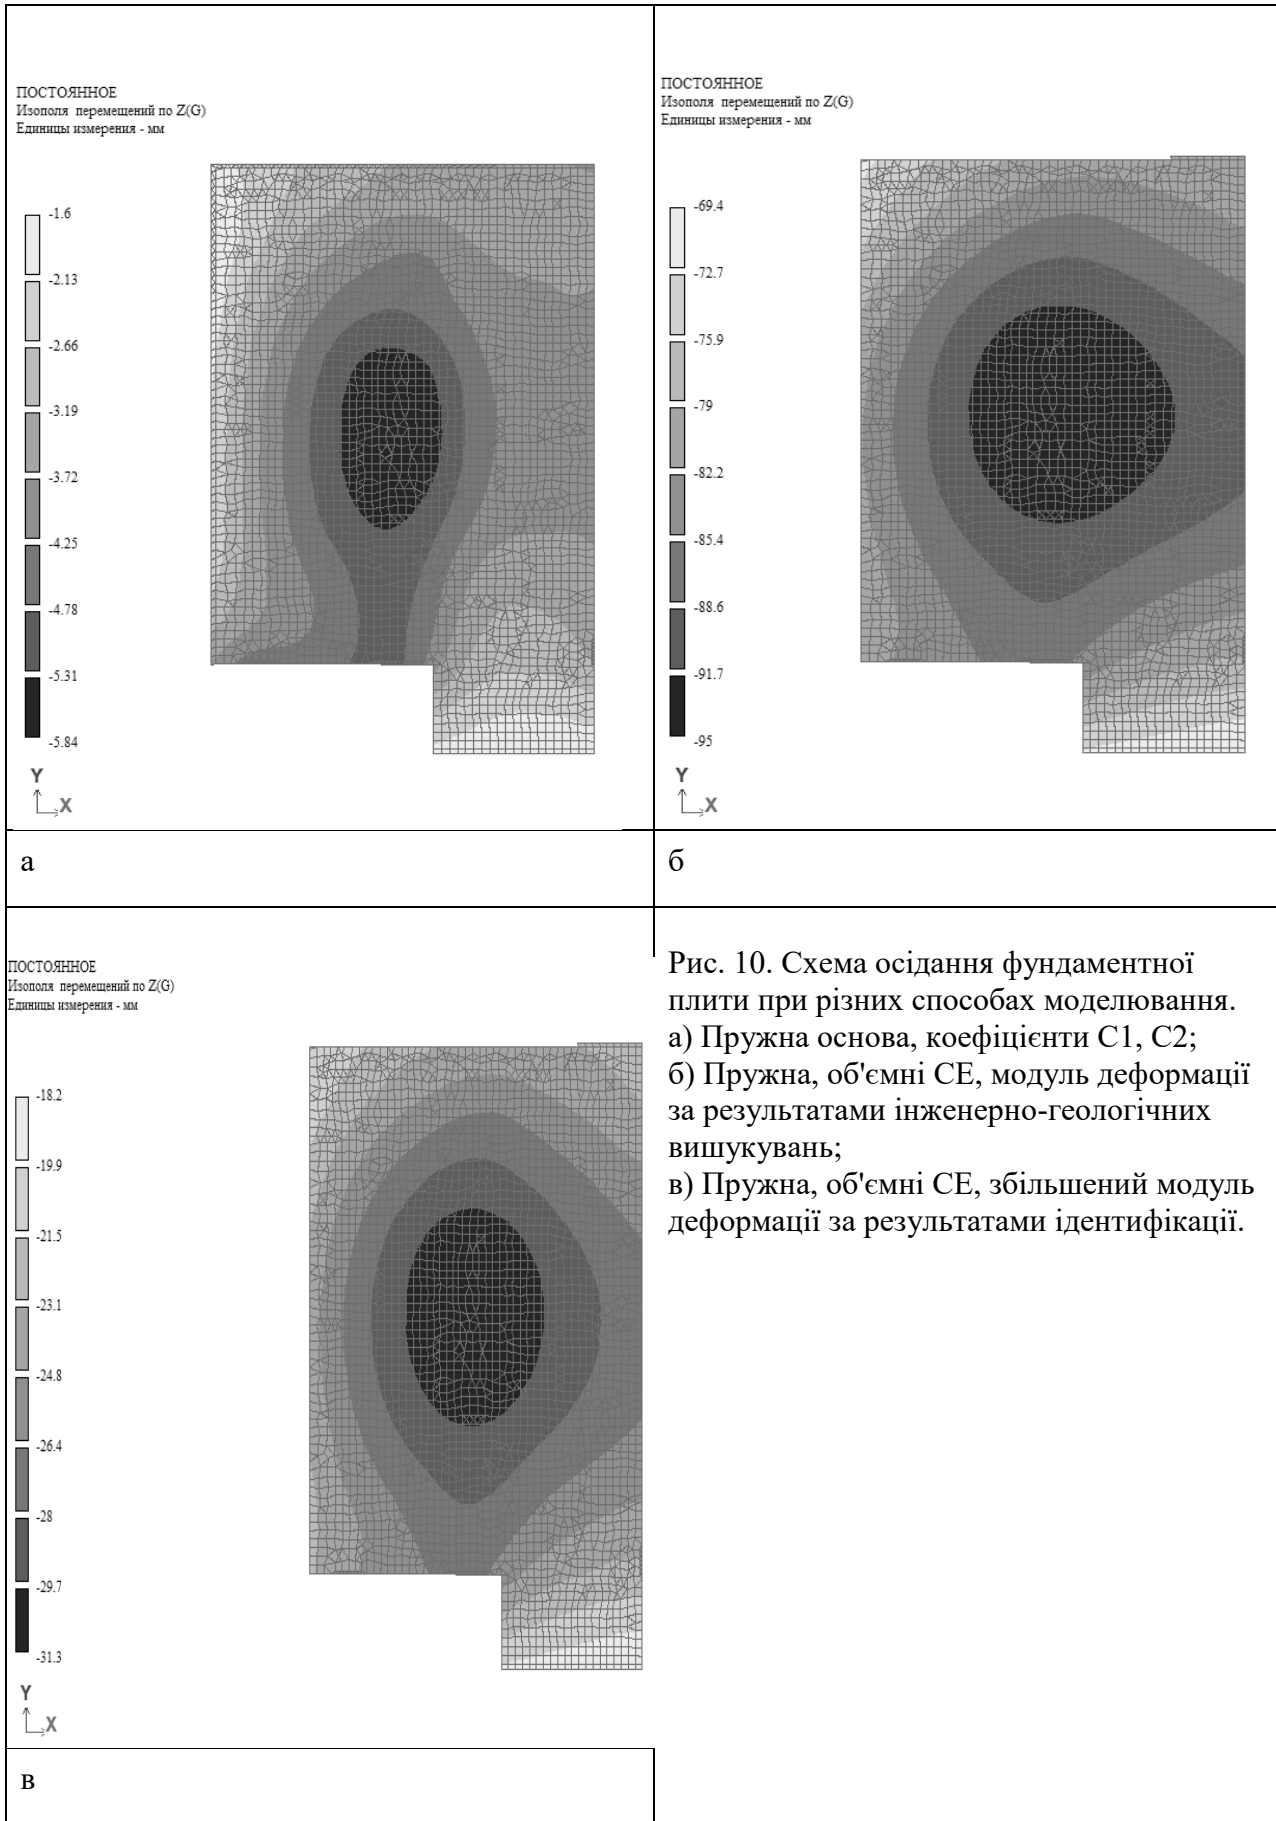 ПОСТОЯННОЕ
Изополя перемещений по Z(G)
Единицы измерения - мм
-1.6
-2.13
-2.66
-3.19
-3.72
-4.25
-4.78
-5.31
-5.84
Y
X
а
ПОСТОЯННОЕ
Изополя перемещений по Z(G)
Единицы измерения - мм
-69.4
-72.7
-75.9
-79
-82.2
-85.4
-88.6
-91.7
-95
Y
X
б
ПОСТОЯННОЕ
Изополя перемещений по Z(G)
Единицы измерения - мм
-18.2
-19.9
-21.5
-23.1
-24.8
-26.4
-28
-29.7
-31.3
Y
X
в
Рис. 10. Схема осідання фундаментної
плити при різних способах моделювання.
а) Пружна основа, коефіцієнти С1, С2;
б) Пружна, об'ємні СЕ, модуль деформації
за результатами інженерно-геологічних
вишукувань;
в) Пружна, об'ємні СЕ, збільшений модуль
деформації за результатами ідентифікації.